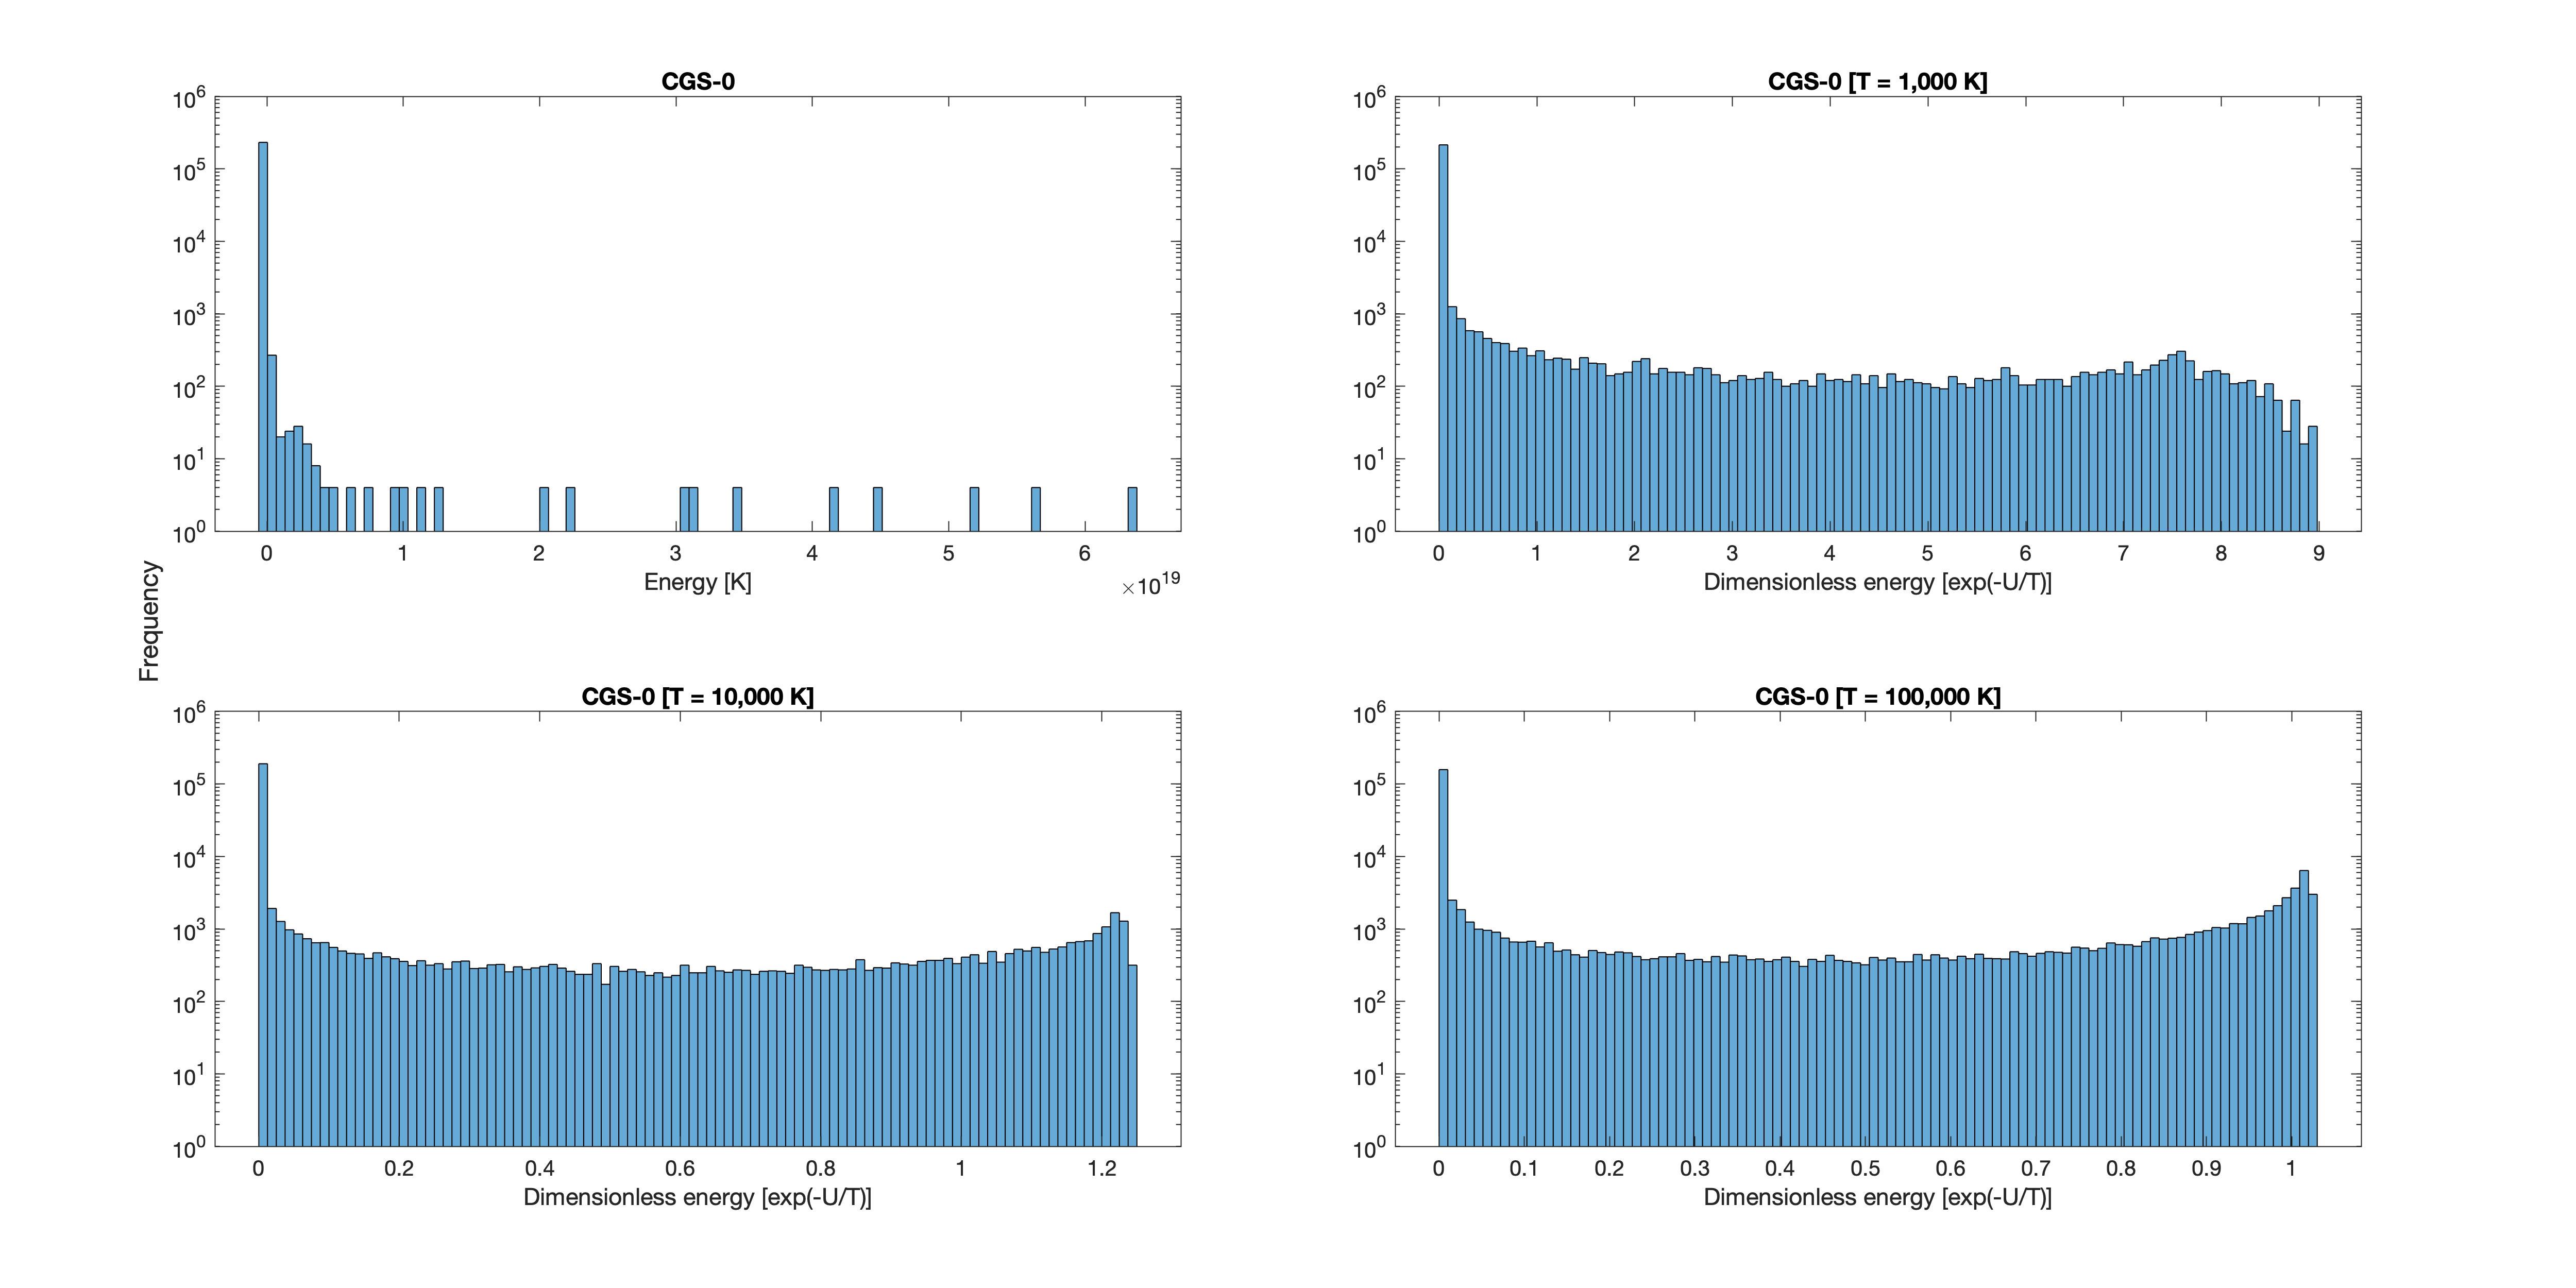 CGS-0
10^6
10^5
10^4
10^3
10^2
10^1
10^0
0 1 2 3 4 5 6
Energy [K]
×10^19
CGS-0 [T = 1,000 K]
10^6
10^5
10^4
10^3
10^2
10^1
10^0
0 1 2 3 4 5 6 7 8 9
Dimensionless energy [exp(-U/T)]
Frequency
CGS-0 [T = 10,000 K]
10^6
10^5
10^4
10^3
10^2
10^1
10^0
0 0.2 0.4 0.6 0.8 1 1.2
Dimensionless energy [exp(-U/T)]
CGS-0 [T = 100,000 K]
10^6
10^5
10^4
10^3
10^2
10^1
10^0
0 0.1 0.2 0.3 0.4 0.5 0.6 0.7 0.8 0.9 1
Dimensionless energy [exp(-U/T)]